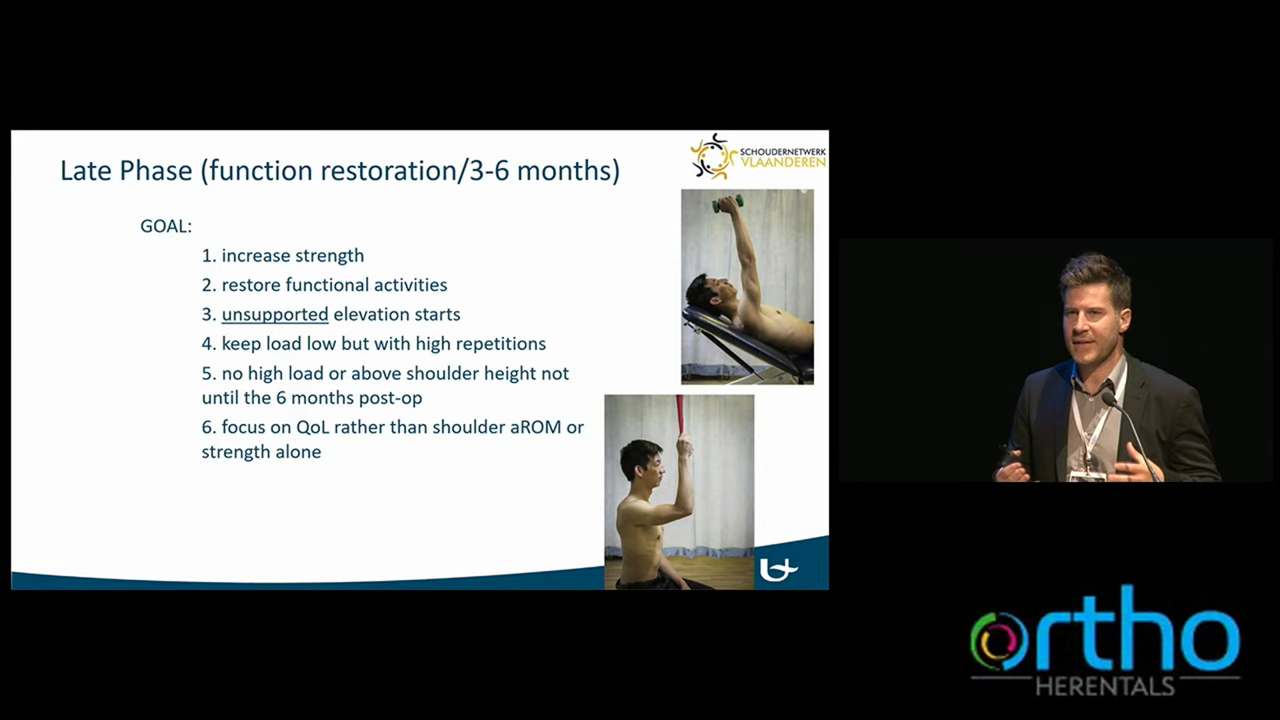 Late Phase (function restoration/3-6 months)
SCHOUDERNETWERK
VLAANDEREN
GOAL:
1. increase strength
2. restore functional activities
3. unsupported elevation starts
4. keep load low but with high repetitions
5. no high load or above shoulder height not
until the 6 months post-op
6. focus on QoL rather than shoulder aROM or
strength alone
ortho
HERENTALS